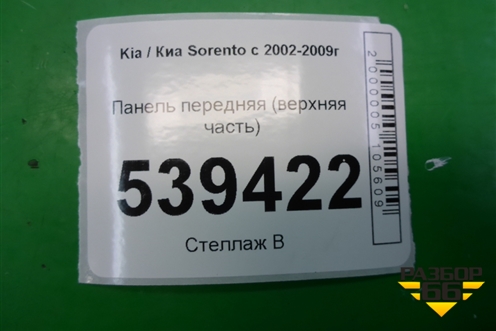 Kia / Киа Sorento с 2002-2009г
Панель передняя (верхняя
часть)
539422
Стеллаж В
2000005105609
РАЗБОР
66